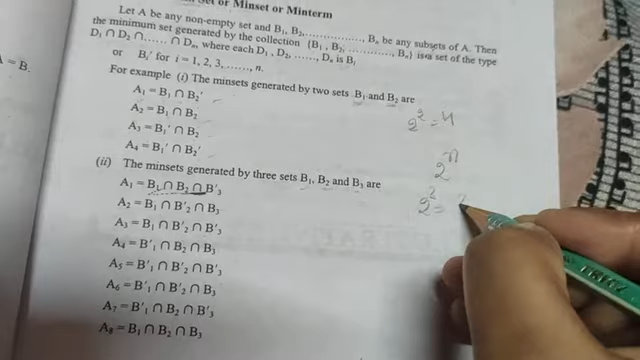 Set or Minset or Minterm
Let A be any non-empty set and B₁, B₂,................., Bₙ be any subsets of A. Then
the minimum set generated by the collection {B₁, B₂, ............, Bₙ} is a set of the type
D₁ ∩ D₂ ∩...... ∩ Dₙ, where each D₁, D₂, ......, Dₙ is Bᵢ
or Bᵢ' for i = 1, 2, 3,......., n.
A = B.
For example (i) The minsets generated by two sets B₁ and B₂ are
A₁ = B₁ ∩ B₂'
A₂ = B₁ ∩ B₂
A₃ = B₁' ∩ B₂
A₄ = B₁' ∩ B₂'
2² = 4
2ⁿ
(ii) The minsets generated by three sets B₁, B₂ and B₃ are
A₁ = B₁ ∩ B₂ ∩ B'₃
A₂ = B₁ ∩ B'₂ ∩ B₃
A₃ = B₁ ∩ B'₂ ∩ B'₃
A₄ = B'₁ ∩ B₂ ∩ B₃
A₅ = B'₁ ∩ B'₂ ∩ B'₃
A₆ = B'₁ ∩ B'₂ ∩ B₃
A₇ = B'₁ ∩ B₂ ∩ B'₃
A₈ = B₁ ∩ B₂ ∩ B₃
2² =